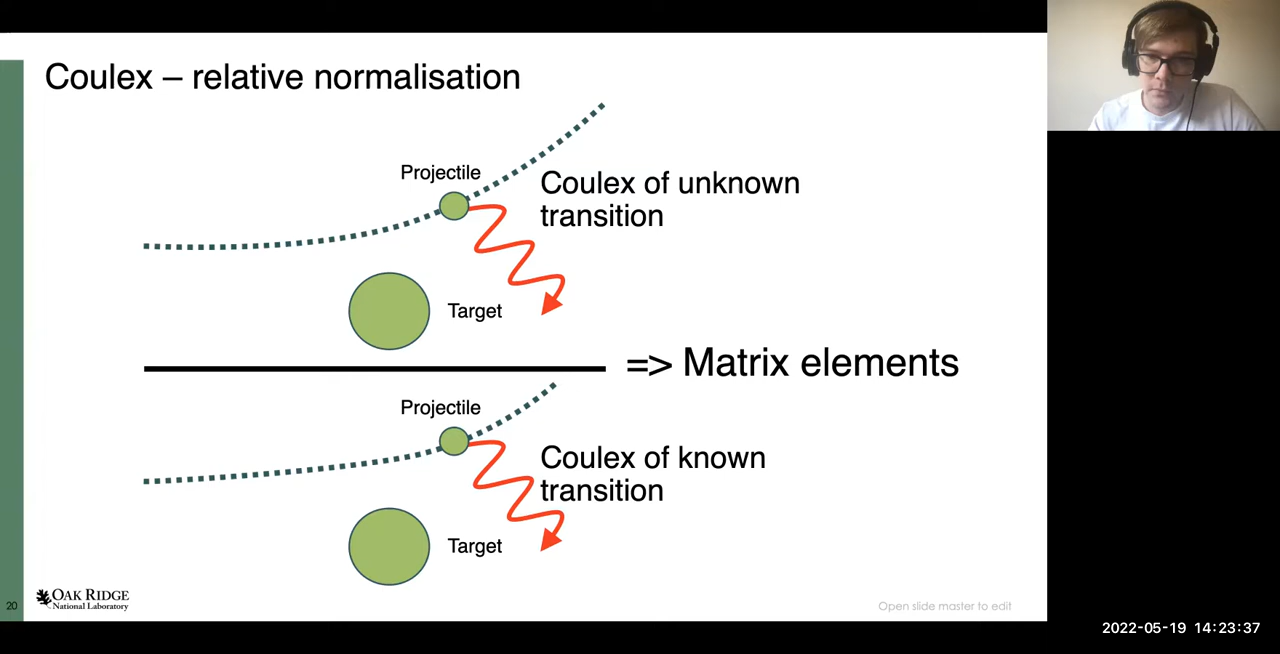 Coulex – relative normalisation
Projectile
Coulex of unknown
transition
Target
=> Matrix elements
Projectile
Coulex of known
transition
Target
20
OAK RIDGE
National Laboratory
Open slide master to edit
2022-05-19 14:23:37